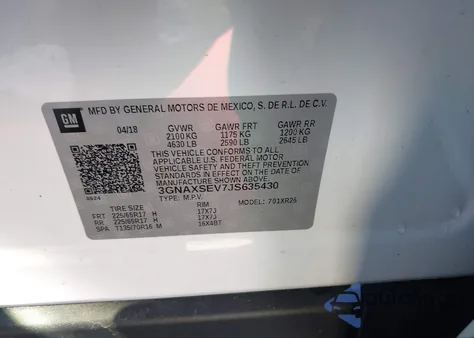 GM
MFD BY GENERAL MOTORS DE MEXICO, S. DE R.L. DE C.V.
04/18 GVWR GAWR FRT GAWR RR
2100 KG 1175 KG 1200 KG
4630 LB 2590 LB 2645 LB
THIS VEHICLE CONFORMS TO ALL
APPLICABLE U.S. FEDERAL MOTOR
VEHICLE SAFETY AND THEFT PREVENTION
STANDARDS IN EFFECT ON THE DATE OF
MANUFACTURE SHOWN ABOVE.
3GNAXSEV7JS635430
TYPE: M.P.V. MODEL: 701XR26
TIRE SIZE RIM
FRT 225/65R17 H 17X7J
RR 225/65R17 H 17X7J
SPA T135/70R16 M 16X4BT